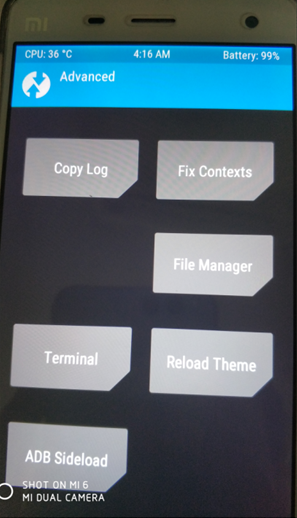 MI
CPU: 36 °C 4:16 AM Battery: 99%
Advanced
Copy Log
Fix Contexts
File Manager
Terminal
Reload Theme
ADB Sideload
SHOT ON MI 6
MI DUAL CAMERA